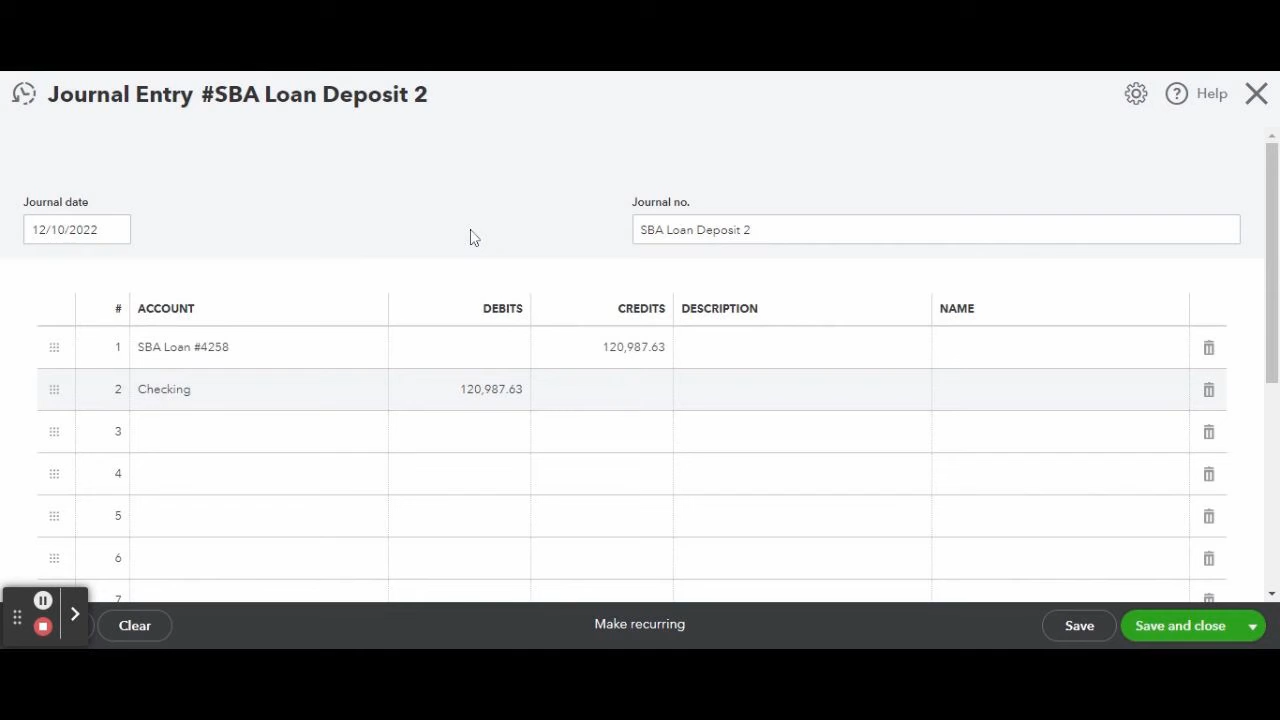 Journal Entry #SBA Loan Deposit 2
Help
Journal date
Journal no.
12/10/2022
SBA Loan Deposit 2
# ACCOUNT DEBITS CREDITS DESCRIPTION NAME
1 SBA Loan #4258 120,987.63
2 Checking 120,987.63
3
4
5
6
7
Clear
Make recurring
Save
Save and close